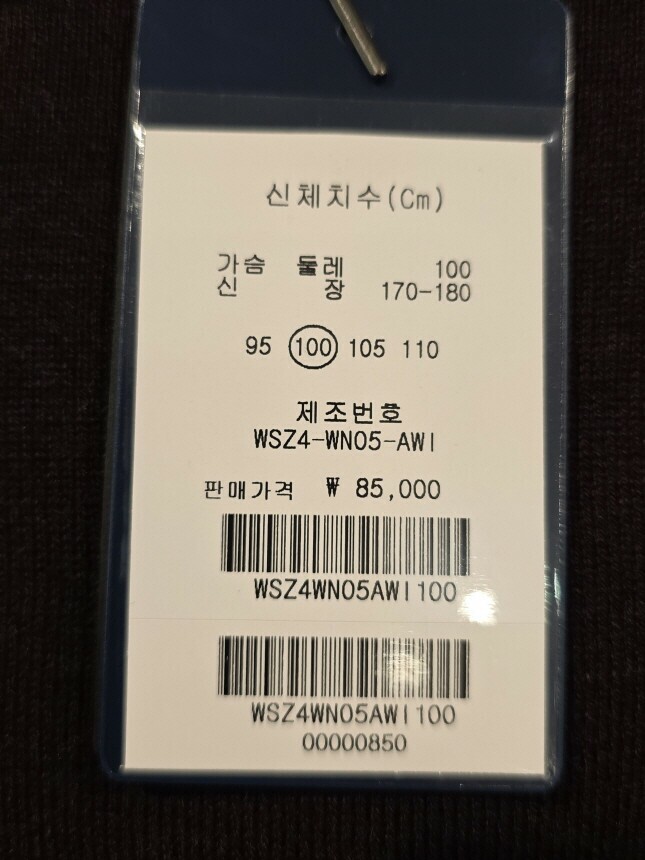 신체치수(Cm)
가슴 둘레 100
신 장 170-180
95 100 105 110
제조번호
WSZ4-WN05-AWI
판매가격 ₩ 85,000
WSZ4WN05AWI100
WSZ4WN05AWI100
00000850